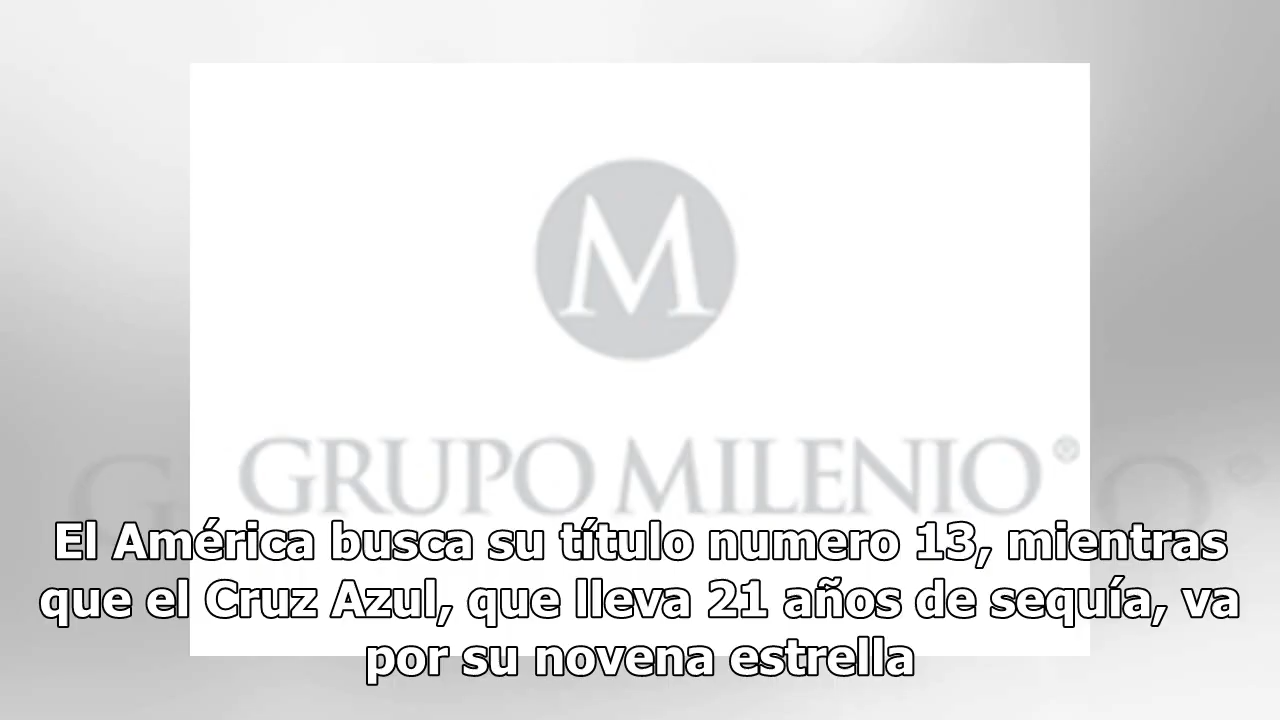 M
GRUPO MILENIO®
El América busca su título numero 13, mientras
que el Cruz Azul, que lleva 21 años de sequía, va
por su novena estrella